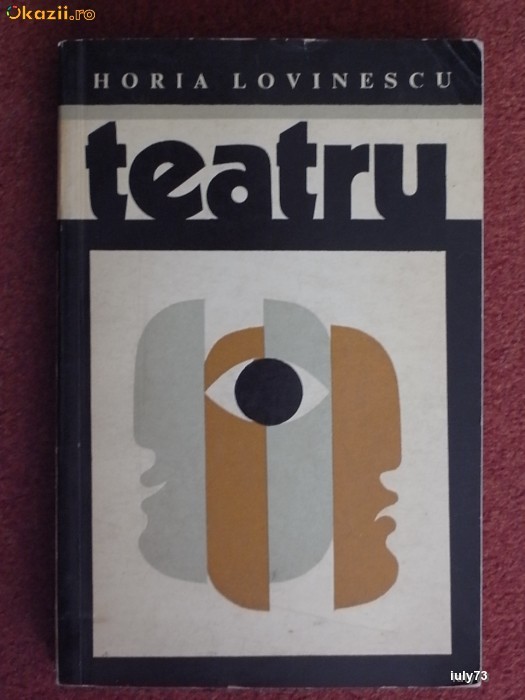 Okazii.ro
HORIA LOVINESCU
teatru
iuly73